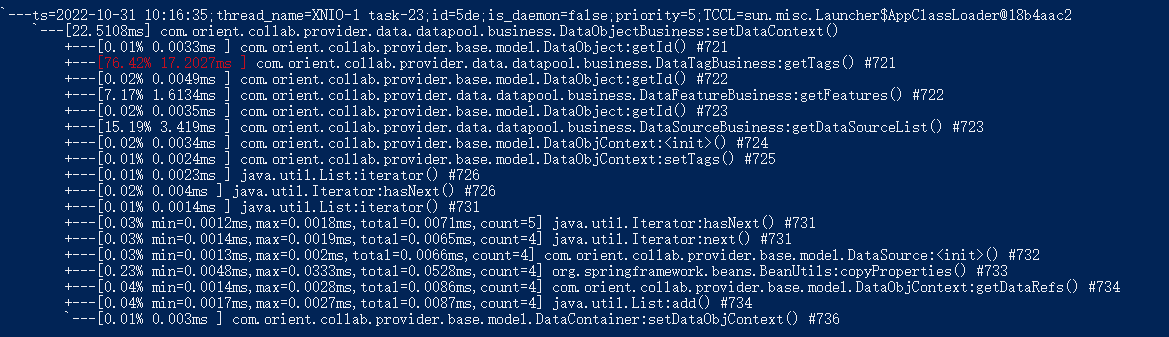 `---ts=2022-10-31 10:16:35;thread_name=XNIO-1 task-23;id=5de;is_daemon=false;priority=5;TCCL=sun.misc.Launcher$AppClassLoader@18b4aac2
`---[22.5108ms] com.orient.collab.provider.data.datapool.business.DataObjectBusiness:setDataContext()
+---[0.01% 0.0033ms ] com.orient.collab.provider.base.model.DataObject:getId() #721
+---[76.42% 17.2027ms ] com.orient.collab.provider.data.datapool.business.DataTagBusiness:getTags() #721
+---[0.02% 0.0049ms ] com.orient.collab.provider.base.model.DataObject:getId() #722
+---[7.17% 1.6134ms ] com.orient.collab.provider.data.datapool.business.DataFeatureBusiness:getFeatures() #722
+---[0.02% 0.0035ms ] com.orient.collab.provider.base.model.DataObject:getId() #723
+---[15.19% 3.419ms ] com.orient.collab.provider.data.datapool.business.DataSourceBusiness:getDataSourceList() #723
+---[0.02% 0.0034ms ] com.orient.collab.provider.base.model.DataObjContext:<init>() #724
+---[0.01% 0.0024ms ] com.orient.collab.provider.base.model.DataObjContext:setTags() #725
+---[0.01% 0.0023ms ] java.util.List:iterator() #726
+---[0.02% 0.004ms ] java.util.Iterator:hasNext() #726
+---[0.01% 0.0014ms ] java.util.List:iterator() #731
+---[0.03% min=0.0012ms,max=0.0018ms,total=0.0071ms,count=5] java.util.Iterator:hasNext() #731
+---[0.03% min=0.0014ms,max=0.0019ms,total=0.0065ms,count=4] java.util.Iterator:next() #731
+---[0.03% min=0.0013ms,max=0.002ms,total=0.0066ms,count=4] com.orient.collab.provider.base.model.DataSource:<init>() #732
+---[0.23% min=0.0048ms,max=0.0333ms,total=0.0528ms,count=4] org.springframework.beans.BeanUtils:copyProperties() #733
+---[0.04% min=0.0014ms,max=0.0028ms,total=0.0086ms,count=4] com.orient.collab.provider.base.model.DataObjContext:getDataRefs() #734
+---[0.04% min=0.0017ms,max=0.0027ms,total=0.0087ms,count=4] java.util.List:add() #734
`---[0.01% 0.003ms ] com.orient.collab.provider.base.model.DataContainer:setDataObjContext() #736